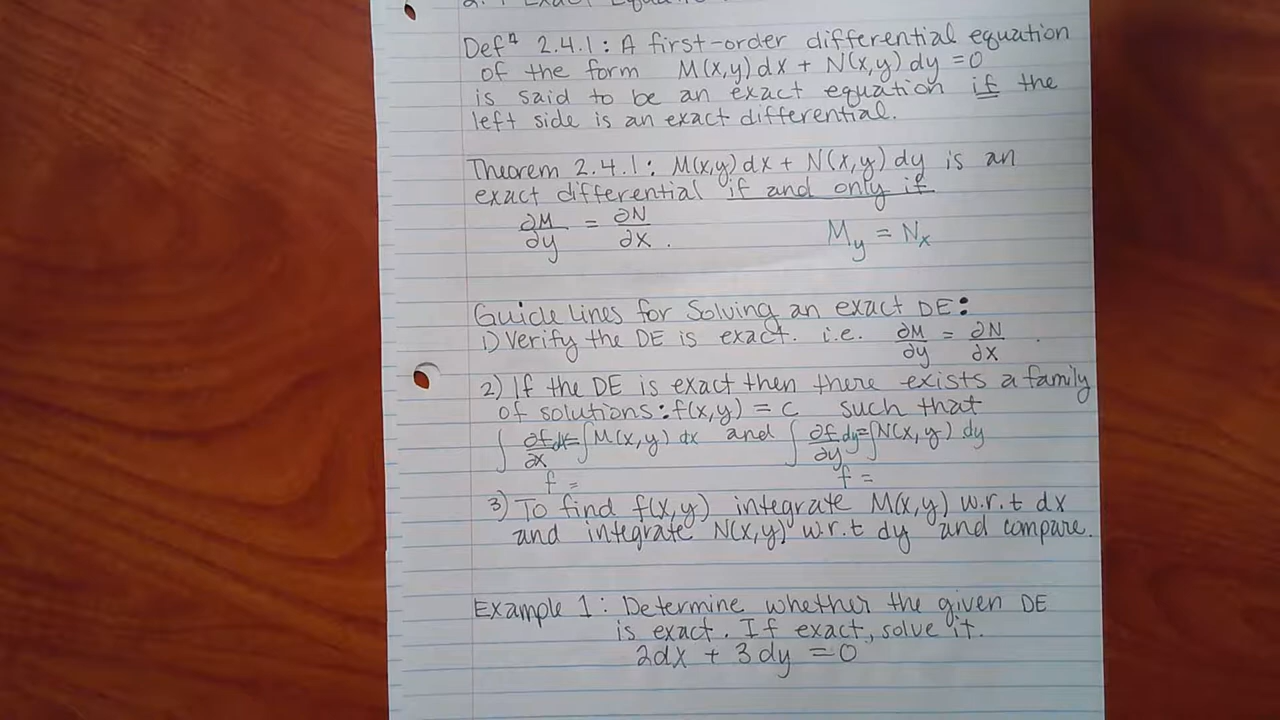 Defⁿ 2.4.1: A first-order differential equation
of the form M(x,y)dx + N(x,y)dy = 0
is said to be an exact equation if the
left side is an exact differential.
Theorem 2.4.1: M(x,y)dx + N(x,y)dy is an
exact differential if and only if
∂M/∂y = ∂N/∂x. My = Nx
Guidelines for Solving an exact DE:
1) Verify the DE is exact. i.e. ∂M/∂y = ∂N/∂x.
2) If the DE is exact then there exists a family
of solutions: f(x,y) = c such that
∫ ∂f/∂x dx = ∫ M(x,y) dx and ∫ ∂f/∂y dy = ∫ N(x,y) dy
f = f =
3) To find f(x,y) integrate M(x,y) w.r.t dx
and integrate N(x,y) w.r.t dy and compare.
Example 1: Determine whether the given DE
is exact. If exact, solve it.
2dx + 3dy = 0